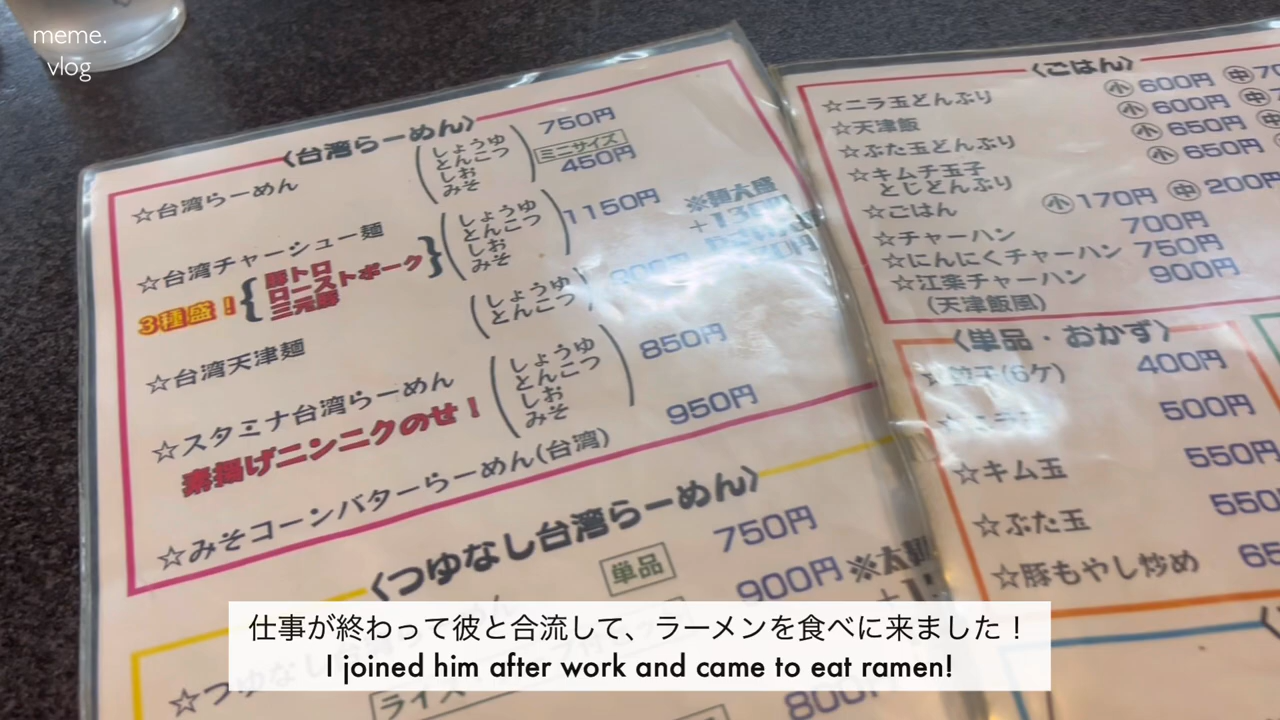 meme.
vlog
〈台湾らーめん〉
☆台湾らーめん
しょうゆ
とんこつ
しお
みそ
750円
ミニサイズ
450円
☆台湾チャーシュー麺
3種盛!
豚トロ
ローストポーク
三元豚
しょうゆ
とんこつ
しお
みそ
1150円
※麺大盛
☆台湾天津麺
しょうゆ
とんこつ
☆スタミナ台湾らーめん
素揚げニンニクのせ!
しょうゆ
とんこつ
しお
みそ
850円
☆みそコーンバターらーめん(台湾)
950円
〈つゆなし台湾らーめん〉
単品
750円
900円
ライス
800
〈ごはん〉
☆ニラ玉どんぶり
小 600円 中
☆天津飯
小 600円 中
☆ぶた玉どんぶり
小 650円
☆キムチ玉子
とじどんぶり
小 650円
☆ごはん
小 170円 中 200円
☆チャーハン
700円
☆にんにくチャーハン 750円
☆江楽チャーハン
(天津飯風)
900円
〈単品・おかず〉
☆餃子(6ケ)
400円
500円
☆キム玉
550円
☆ぶた玉
550
☆豚もやし炒め
仕事が終わって彼と合流して、ラーメンを食べに来ました！
I joined him after work and came to eat ramen!